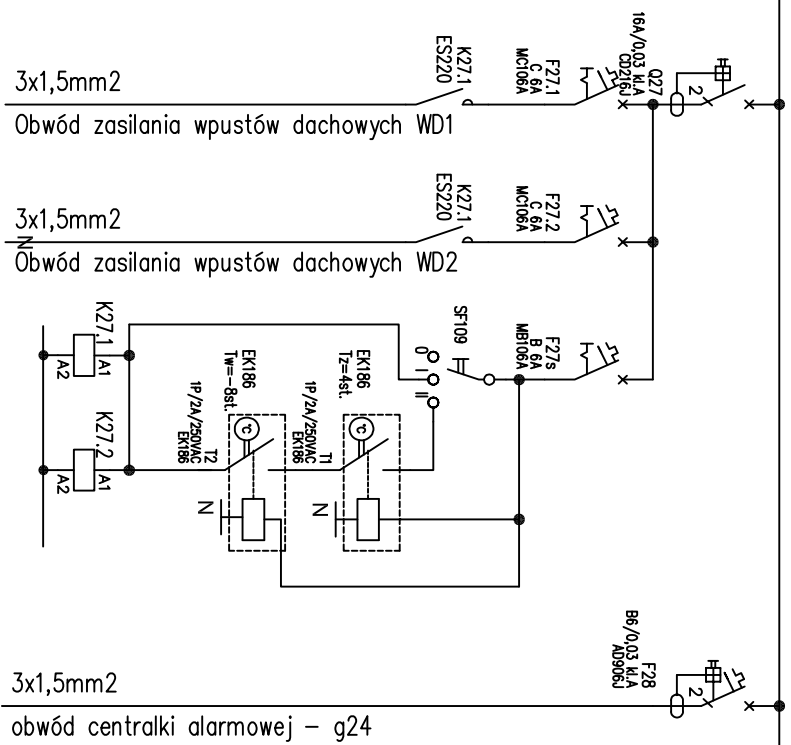 3x1,5mm2
Obwód zasilania wpustów dachowych WD1
K27.1
ES220
F27.1
C 6A
MC106A
Q27
16A/0,03 kl.A
CD216J
2
3x1,5mm2
N
Obwód zasilania wpustów dachowych WD2
K27.1
ES220
F27.2
C 6A
MC106A
F27s
B 6A
MB106A
SF109
0
I
II
K27.1
A1
A2
K27.2
A1
A2
EK186
Tw=-8st.
°C
T2
1P/2A/250VAC
EK186
N
EK186
Tz=4st.
°C
T1
1P/2A/250VAC
EK186
N
3x1,5mm2
obwód centralki alarmowej – g24
F28
B6/0,03 kl.A
AD906J
2